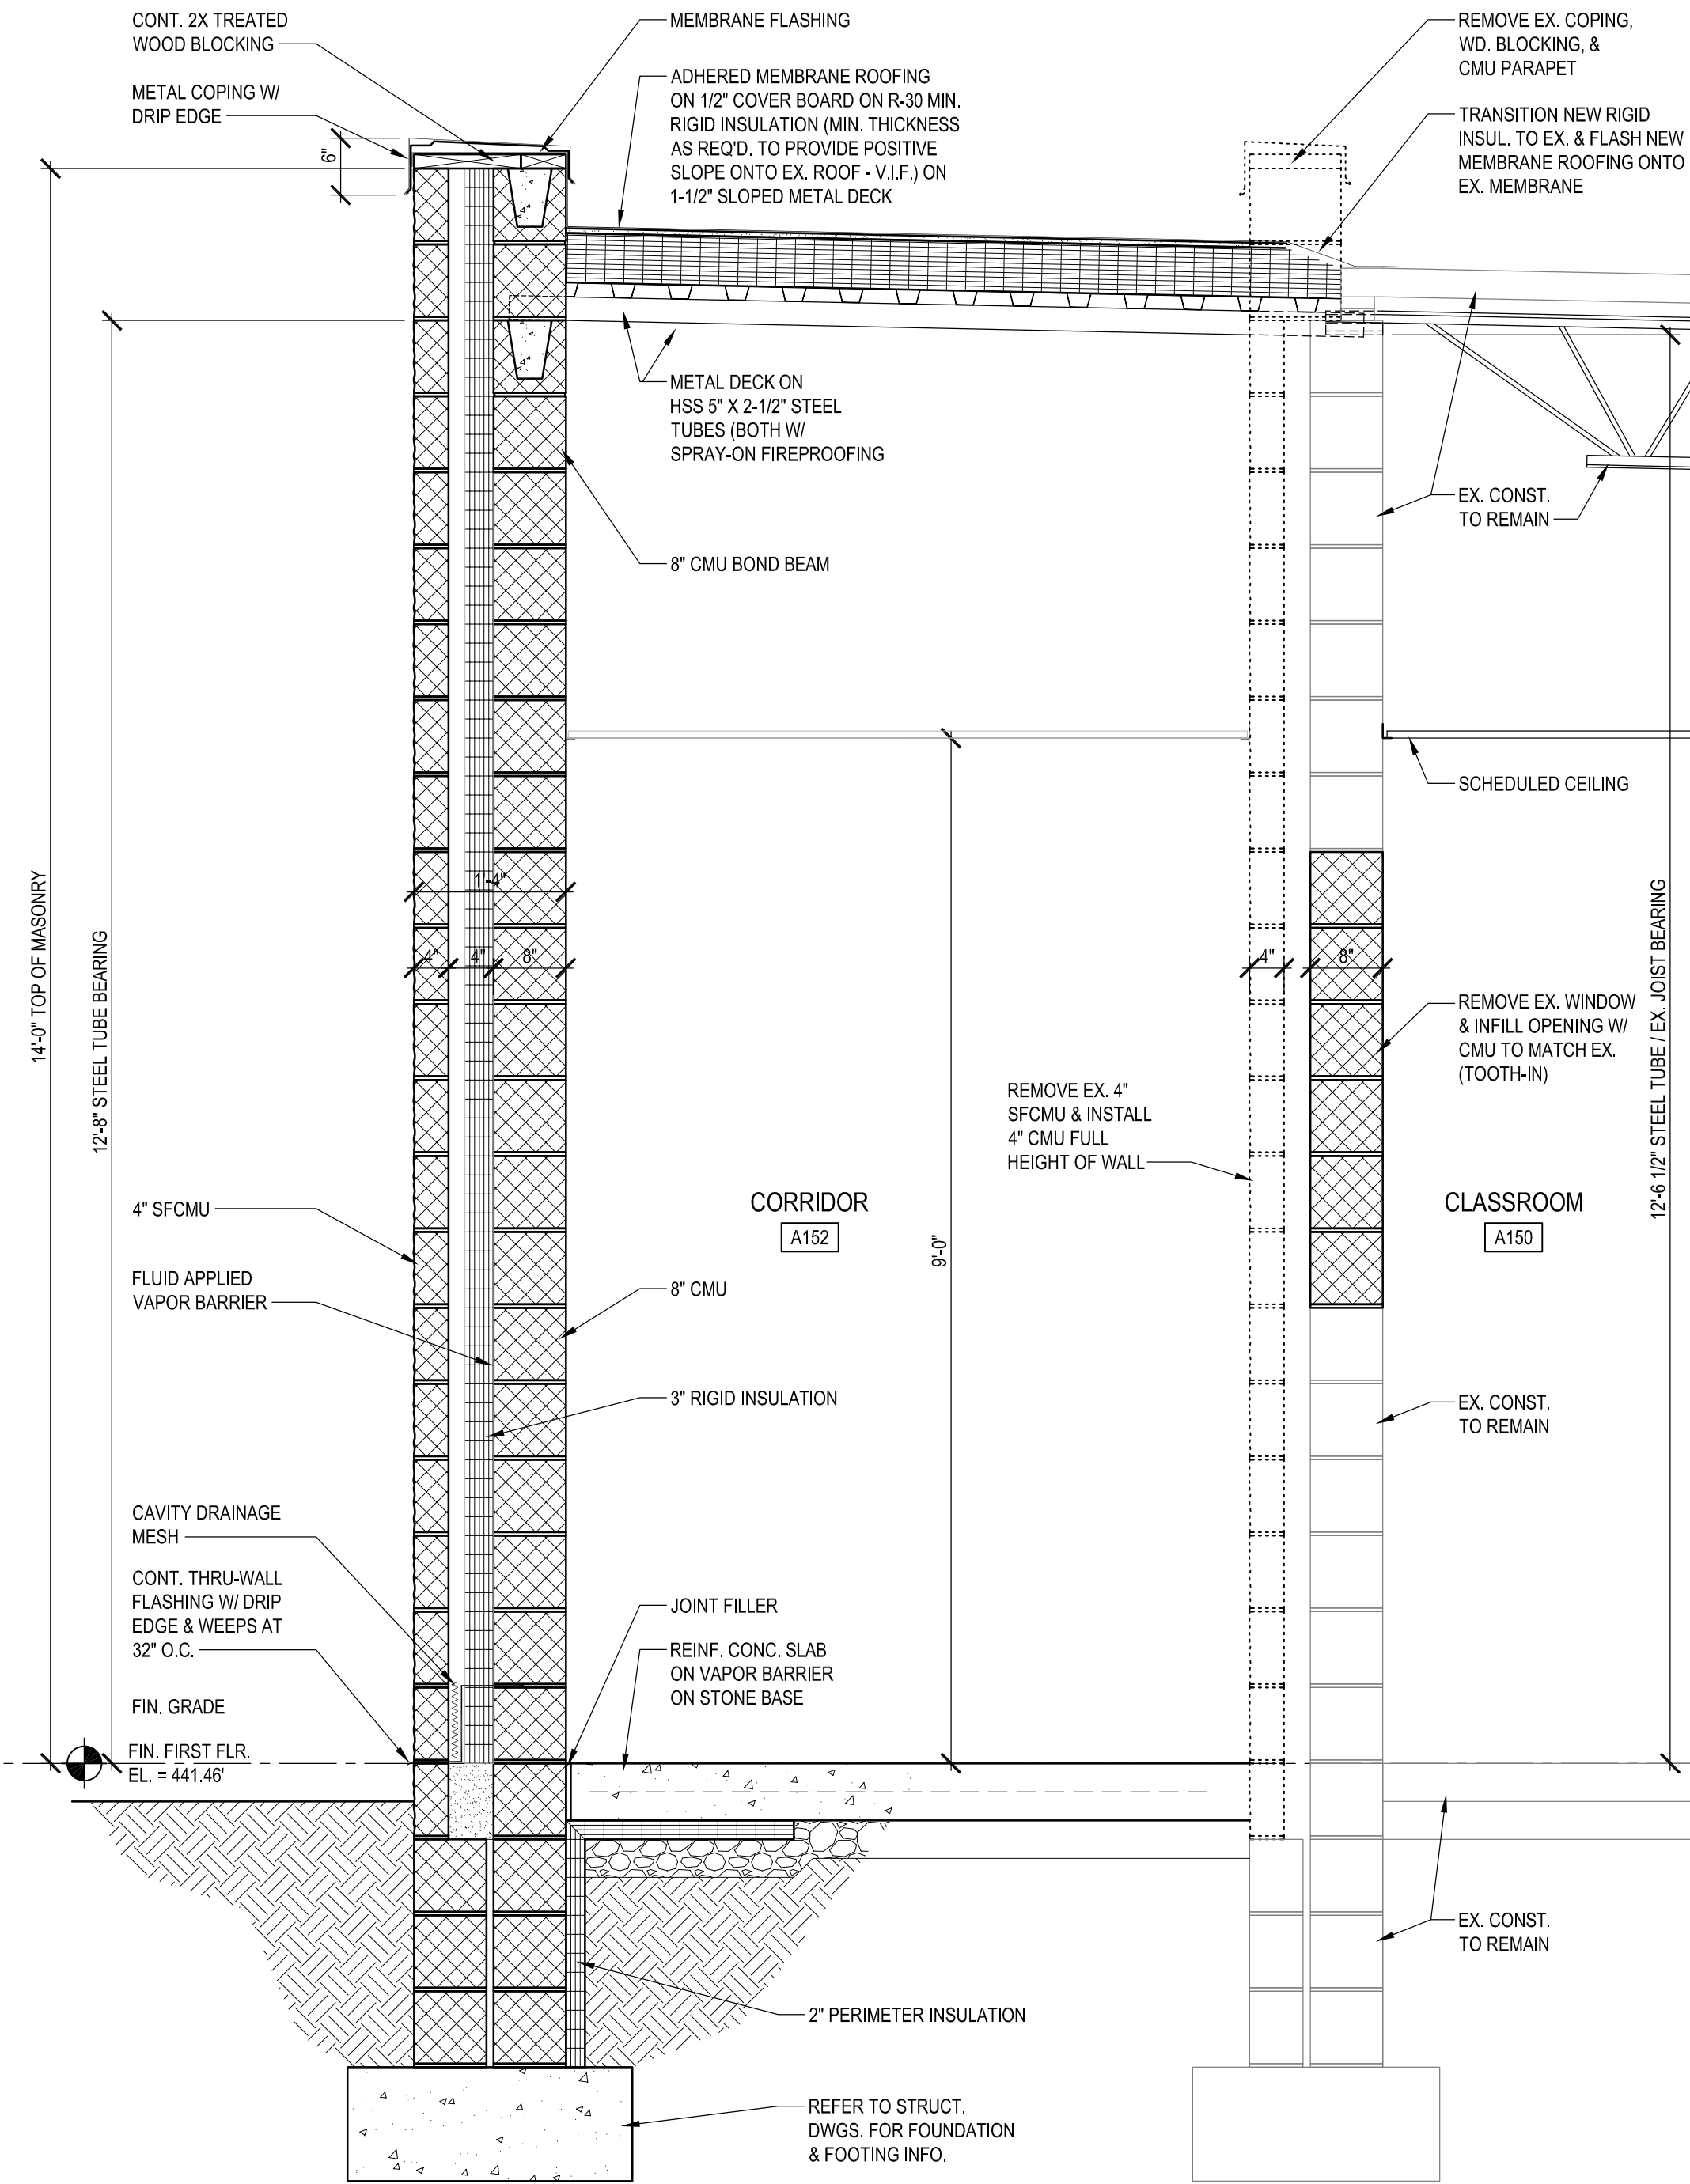 CONT. 2X TREATED
WOOD BLOCKING
METAL COPING W/
DRIP EDGE
6"
MEMBRANE FLASHING
ADHERED MEMBRANE ROOFING
ON 1/2" COVER BOARD ON R-30 MIN.
RIGID INSULATION (MIN. THICKNESS
AS REQ'D. TO PROVIDE POSITIVE
SLOPE ONTO EX. ROOF - V.I.F.) ON
1-1/2" SLOPED METAL DECK
REMOVE EX. COPING,
WD. BLOCKING, &
CMU PARAPET
TRANSITION NEW RIGID
INSUL. TO EX. & FLASH NEW
MEMBRANE ROOFING ONTO
EX. MEMBRANE
METAL DECK ON
HSS 5" X 2-1/2" STEEL
TUBES (BOTH W/
SPRAY-ON FIREPROOFING
EX. CONST.
TO REMAIN
8" CMU BOND BEAM
SCHEDULED CEILING
14'-0" TOP OF MASONRY
12'-8" STEEL TUBE BEARING
1'-4"
4"
4"
8"
4"
8"
12'-6 1/2" STEEL TUBE / EX. JOIST BEARING
REMOVE EX. WINDOW
& INFILL OPENING W/
CMU TO MATCH EX.
(TOOTH-IN)
REMOVE EX. 4"
SFCMU & INSTALL
4" CMU FULL
HEIGHT OF WALL
4" SFCMU
CORRIDOR
A152
9'-0"
CLASSROOM
A150
FLUID APPLIED
VAPOR BARRIER
8" CMU
3" RIGID INSULATION
EX. CONST.
TO REMAIN
CAVITY DRAINAGE
MESH
CONT. THRU-WALL
FLASHING W/ DRIP
EDGE & WEEPS AT
32" O.C.
JOINT FILLER
REINF. CONC. SLAB
ON VAPOR BARRIER
ON STONE BASE
FIN. GRADE
FIN. FIRST FLR.
EL. = 441.46'
EX. CONST.
TO REMAIN
2" PERIMETER INSULATION
REFER TO STRUCT.
DWGS. FOR FOUNDATION
& FOOTING INFO.